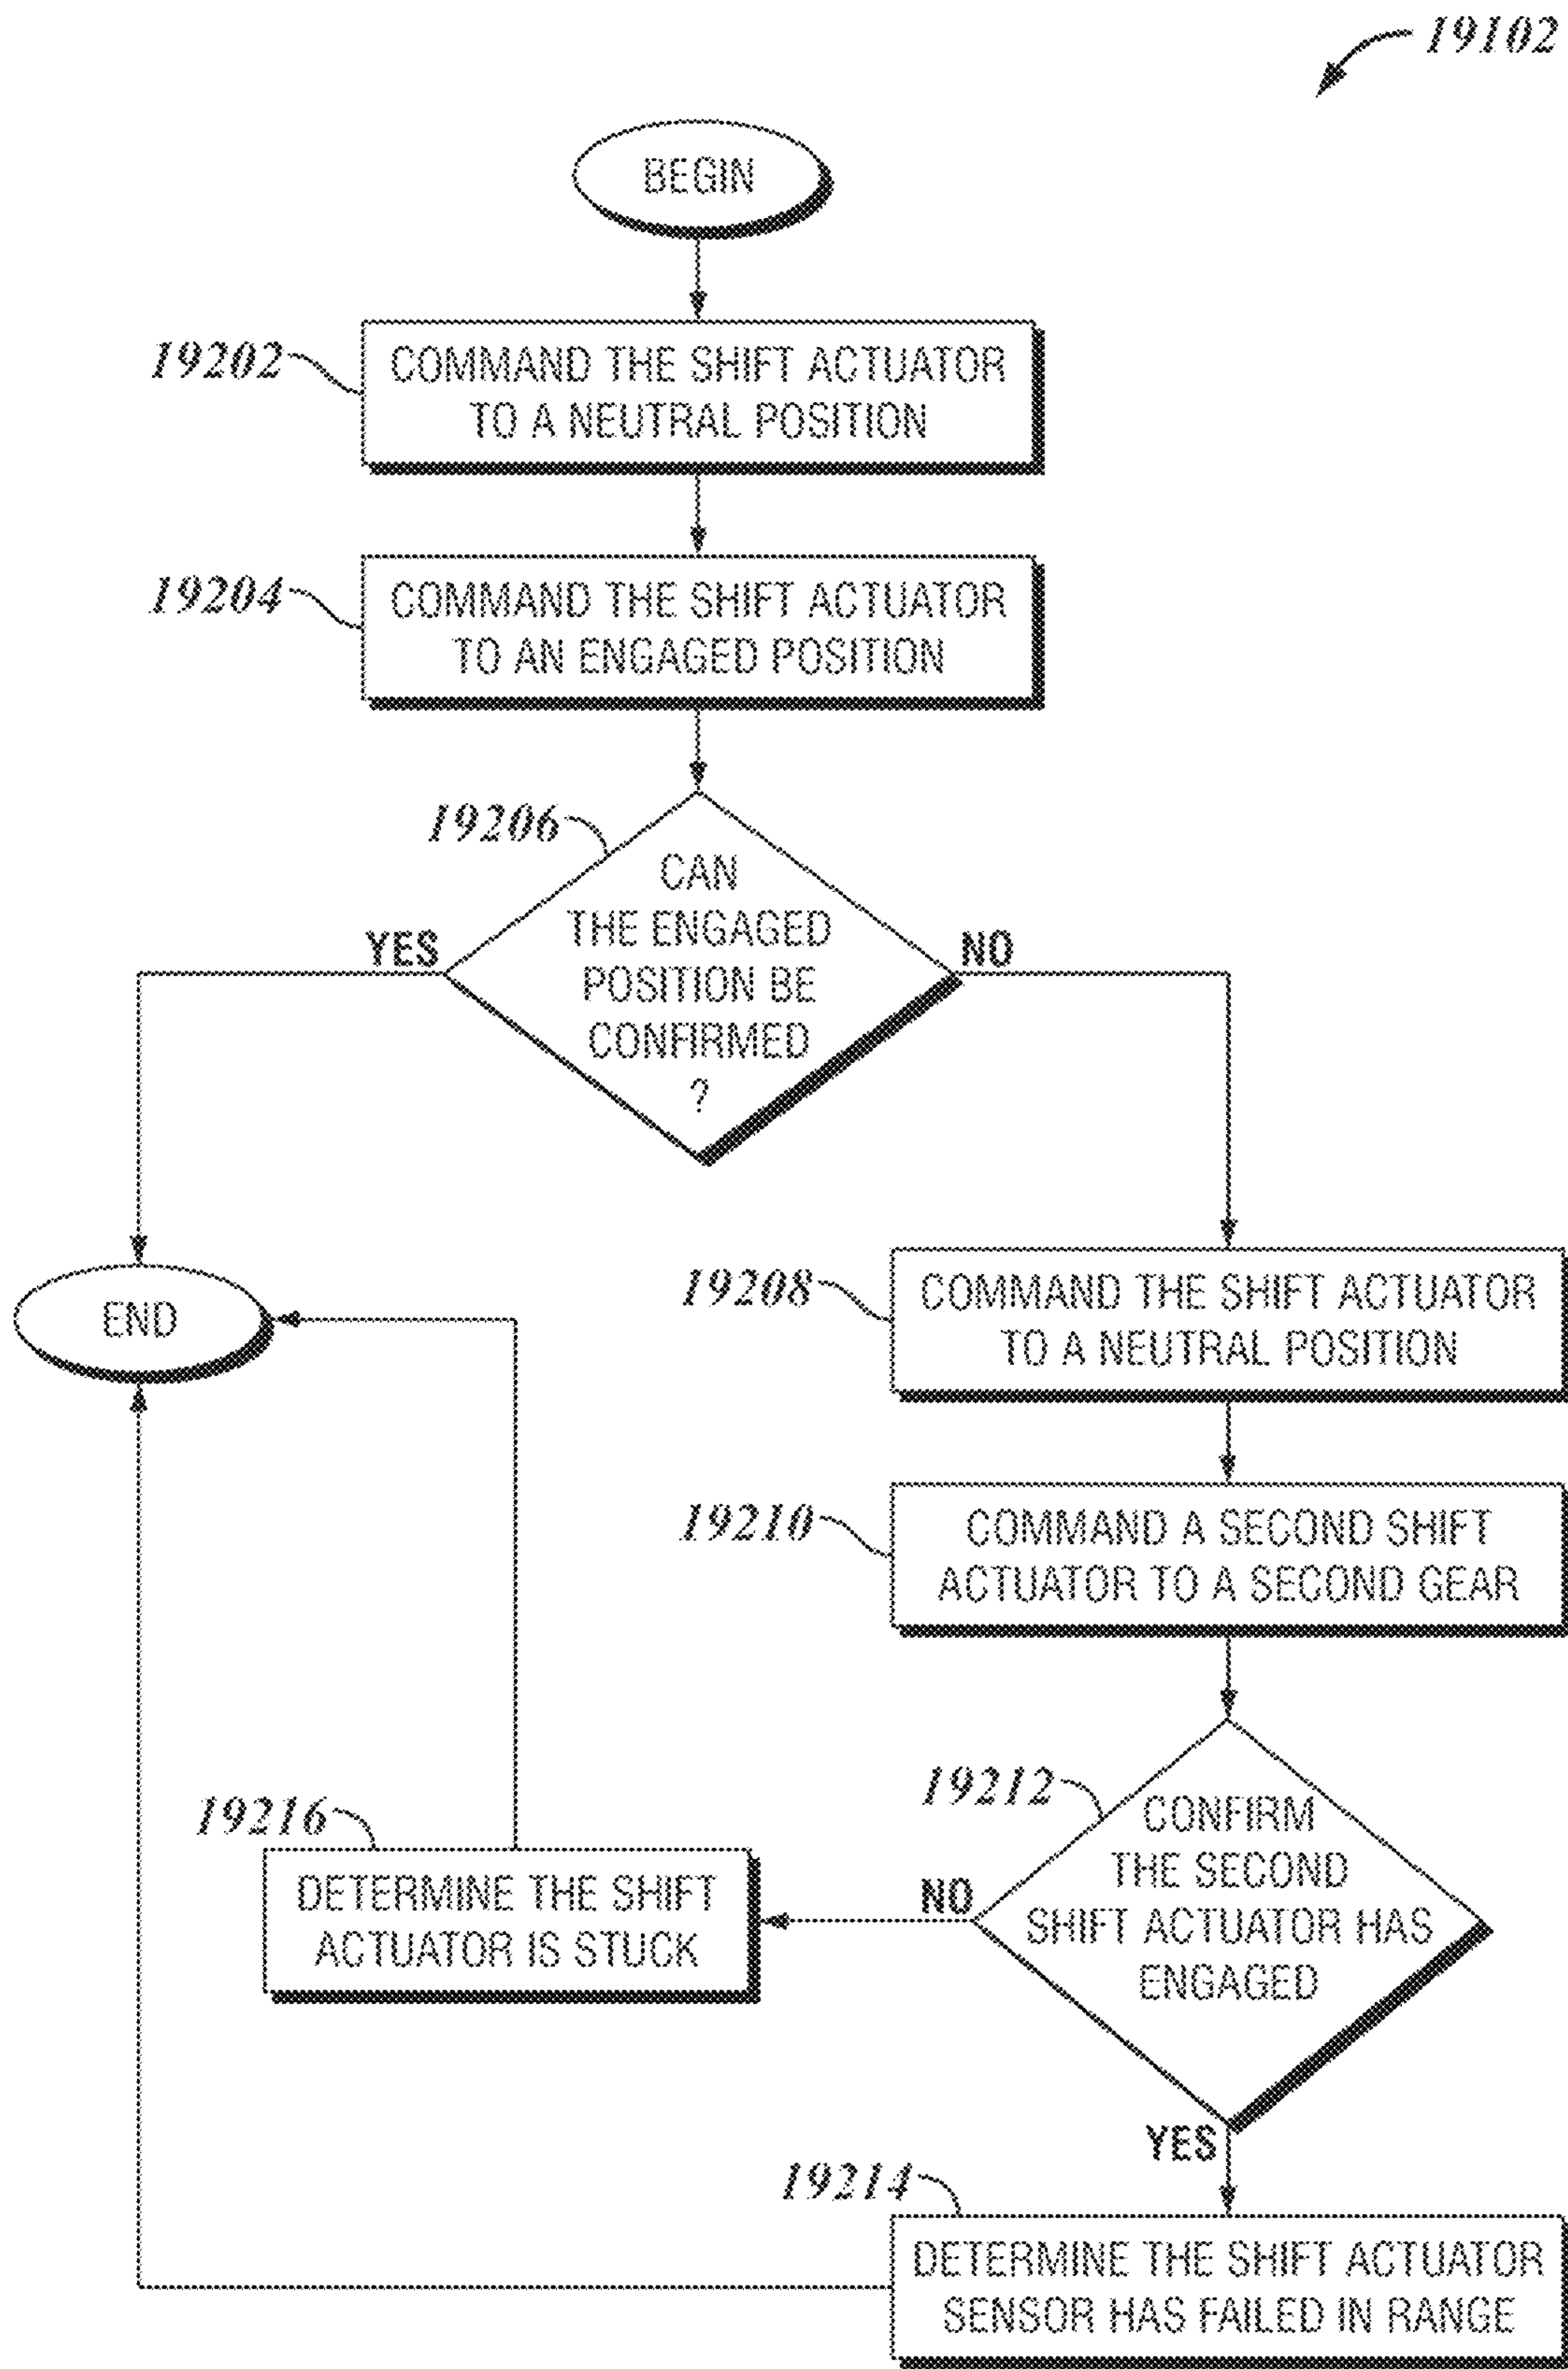 19102
BEGIN
19202
COMMAND THE SHIFT ACTUATOR
TO A NEUTRAL POSITION
19204
COMMAND THE SHIFT ACTUATOR
TO AN ENGAGED POSITION
19206
CAN
THE ENGAGED
POSITION BE
CONFIRMED
?
YES
NO
END
19208
COMMAND THE SHIFT ACTUATOR
TO A NEUTRAL POSITION
19210
COMMAND A SECOND SHIFT
ACTUATOR TO A SECOND GEAR
19212
CONFIRM
THE SECOND
SHIFT ACTUATOR HAS
ENGAGED
NO
19216
DETERMINE THE SHIFT
ACTUATOR IS STUCK
YES
19214
DETERMINE THE SHIFT ACTUATOR
SENSOR HAS FAILED IN RANGE